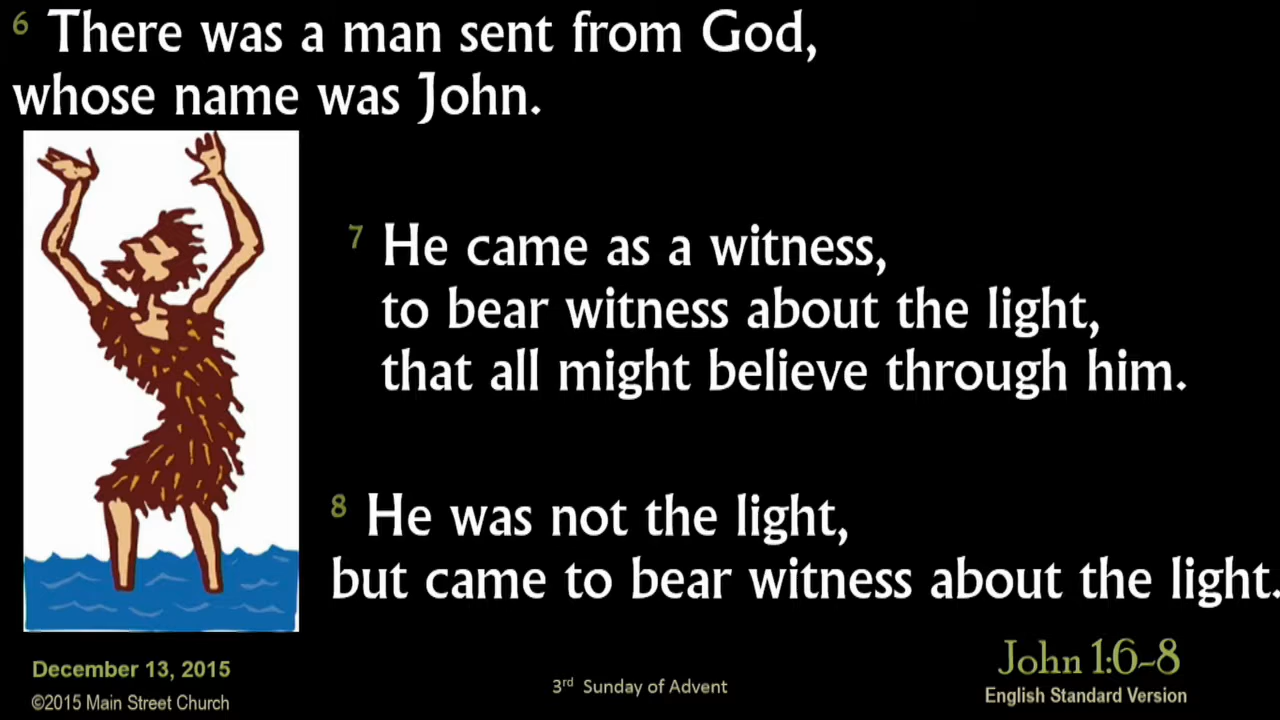 6 There was a man sent from God,
whose name was John.
7 He came as a witness,
to bear witness about the light,
that all might believe through him.
8 He was not the light,
but came to bear witness about the light.
December 13, 2015
©2015 Main Street Church
3rd Sunday of Advent
John 1:6-8
English Standard Version